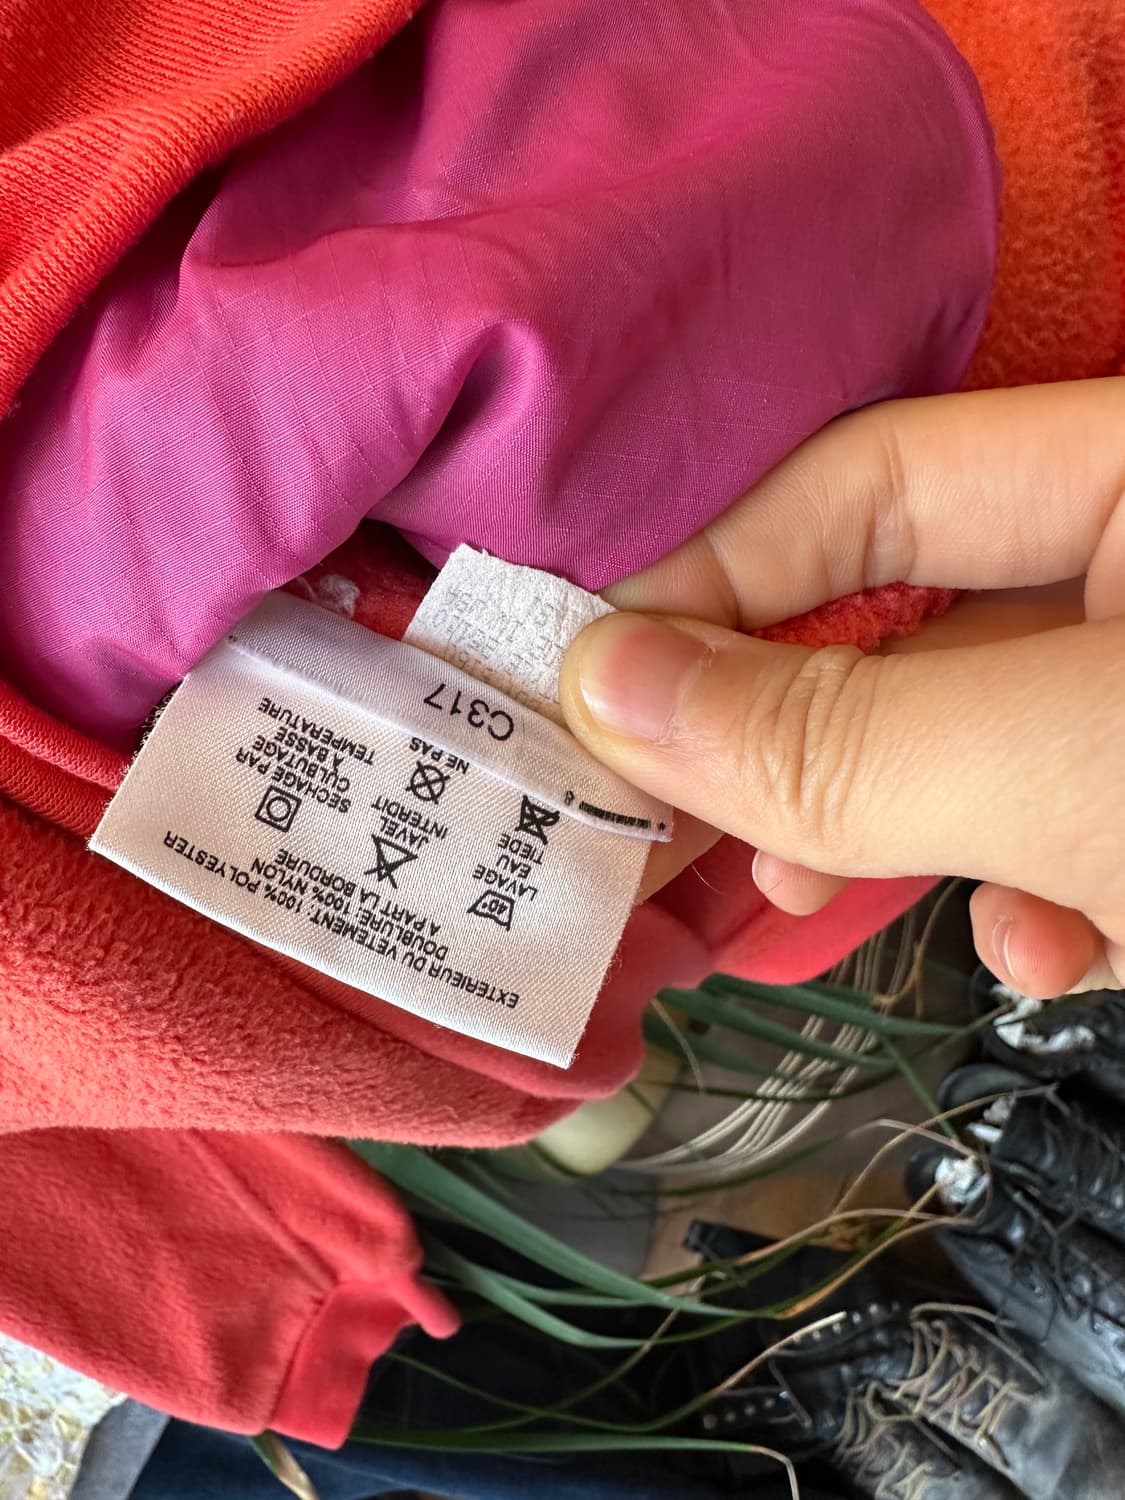 C317
40°
LAVAGE
EAU
TIEDE
JAVEL
INTERDIT
NE PAS
SECHAGE PAR
CULBUTAGE
A BASSE
TEMPERATURE
EXTERIEUR DU VETEMENT: 100% POLYESTER
DOUBLURE: 100% NYLON
A PART LA BORDURE